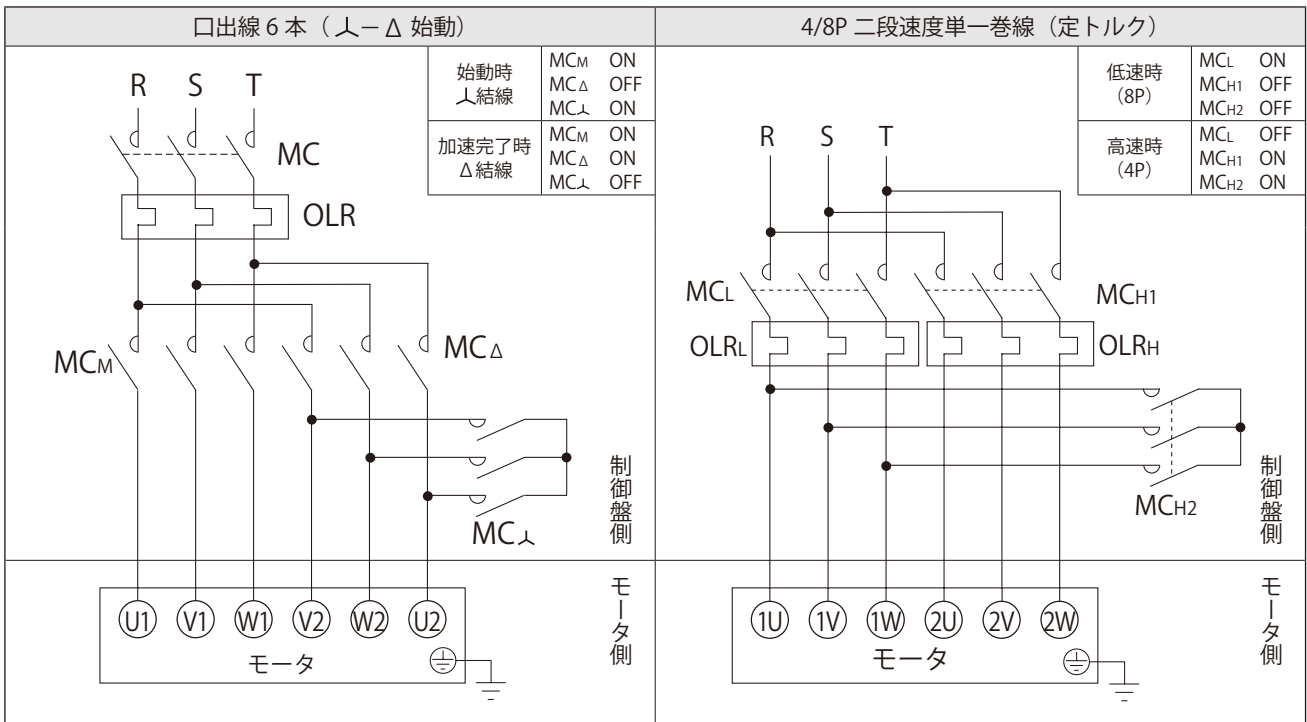 口出線 6 本（人－Δ 始動）
R S T
MC
OLR
始動時
人結線
MCM ON
MCΔ OFF
MC人 ON
加速完了時
Δ結線
MCM ON
MCΔ ON
MC人 OFF
MCM
MCΔ
MC人
制御盤側
モータ側
U1 V1 W1 V2 W2 U2
モータ
4/8P 二段速度単一巻線（定トルク）
低速時
（8P）
MCL ON
MCH1 OFF
MCH2 OFF
高速時
（4P）
MCL OFF
MCH1 ON
MCH2 ON
R S T
MCL
MCH1
OLRL
OLRH
MCH2
制御盤側
モータ側
1U 1V 1W 2U 2V 2W
モータ